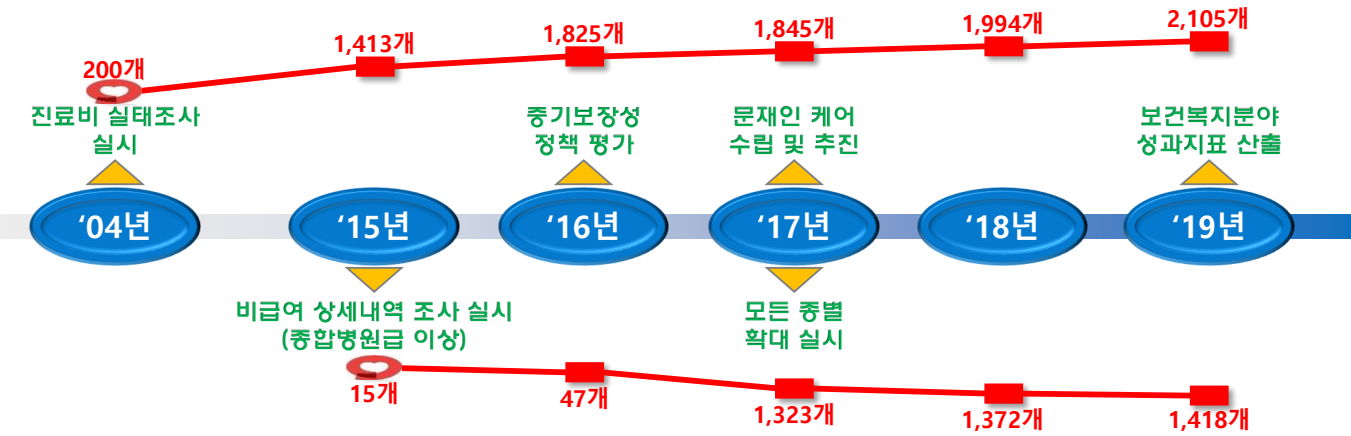 200개
1,413개
1,825개
1,845개
1,994개
2,105개
진료비 실태조사
실시
중기보장성
정책 평가
문재인 케어
수립 및 추진
보건복지분야
성과지표 산출
‘04년
‘15년
‘16년
‘17년
‘18년
‘19년
비급여 상세내역 조사 실시
(종합병원급 이상)
모든 종별
확대 실시
15개
47개
1,323개
1,372개
1,418개